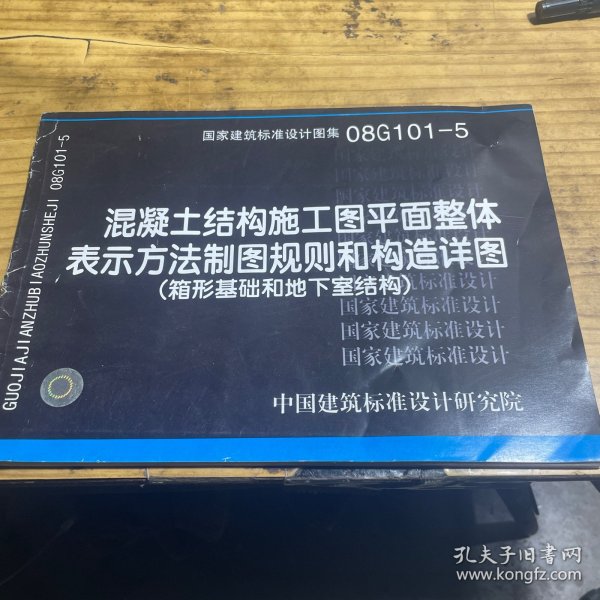 国家建筑标准设计图集 08G101-5
混凝土结构施工图平面整体
表示方法制图规则和构造详图
(箱形基础和地下室结构)
国家建筑标准设计
国家建筑标准设计
国家建筑标准设计
中国建筑标准设计研究院
GUOJIAJIANZHUBIAOZHUNSHEJI 08G101-5
孔夫子旧书网
www.kongfz.com